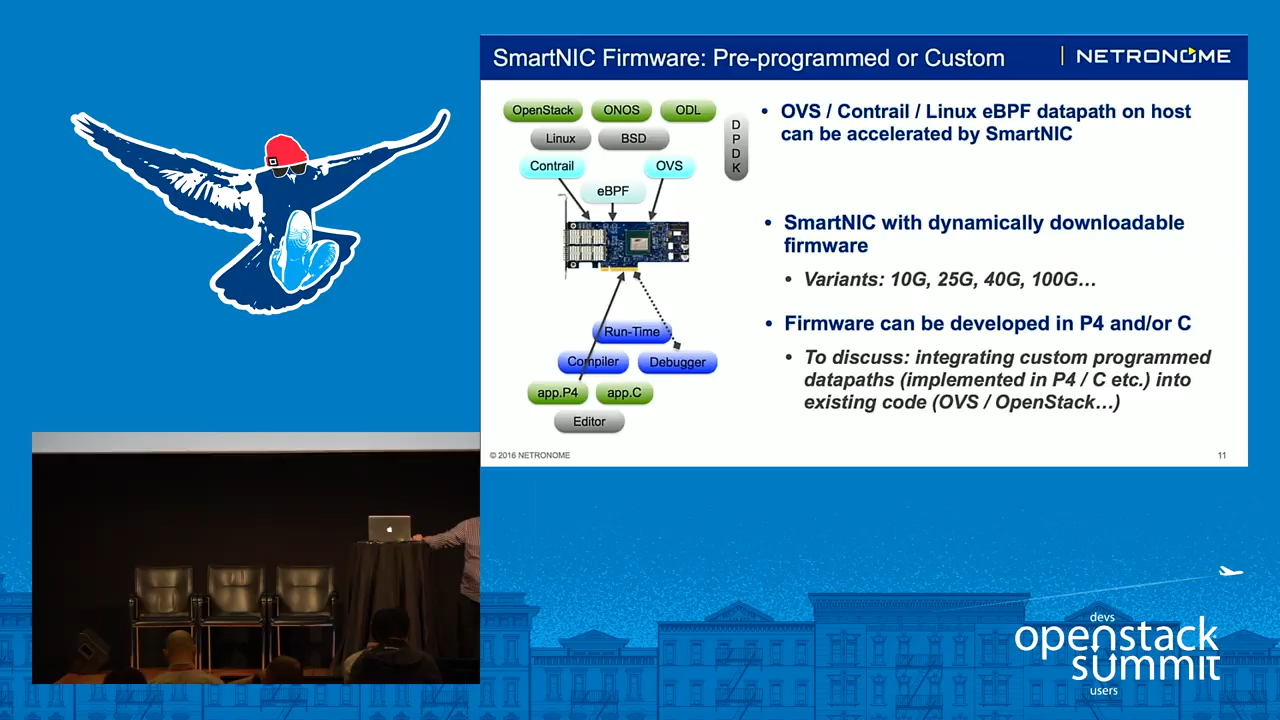 SmartNIC Firmware: Pre-programmed or Custom
NETRONOME
OpenStack
ONOS
ODL
Linux
BSD
D
P
D
K
Contrail
OVS
eBPF
Run-Time
Compiler
Debugger
app.P4
app.C
Editor
• OVS / Contrail / Linux eBPF datapath on host
can be accelerated by SmartNIC
• SmartNIC with dynamically downloadable
firmware
• Variants: 10G, 25G, 40G, 100G…
• Firmware can be developed in P4 and/or C
• To discuss: integrating custom programmed
datapaths (implemented in P4 / C etc.) into
existing code (OVS / OpenStack…)
© 2016 NETRONOME
11
devs
openstack
summit
users